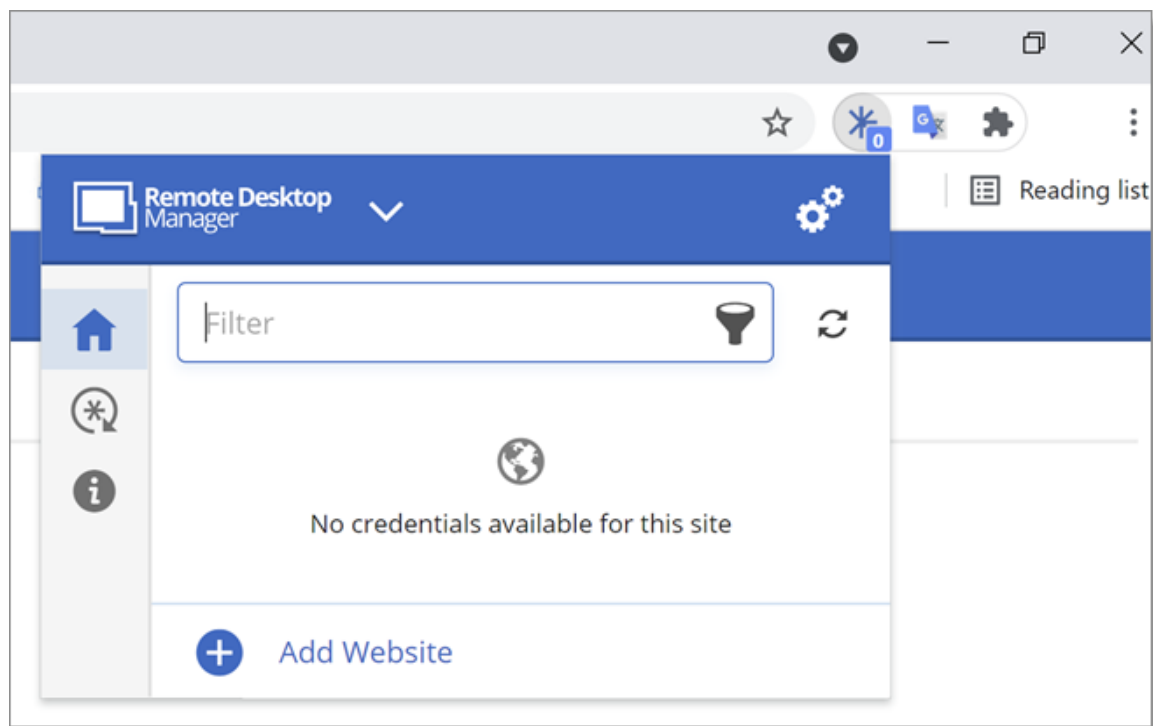 0
G
Reading list
Remote Desktop
Manager
Filter
No credentials available for this site
Add Website